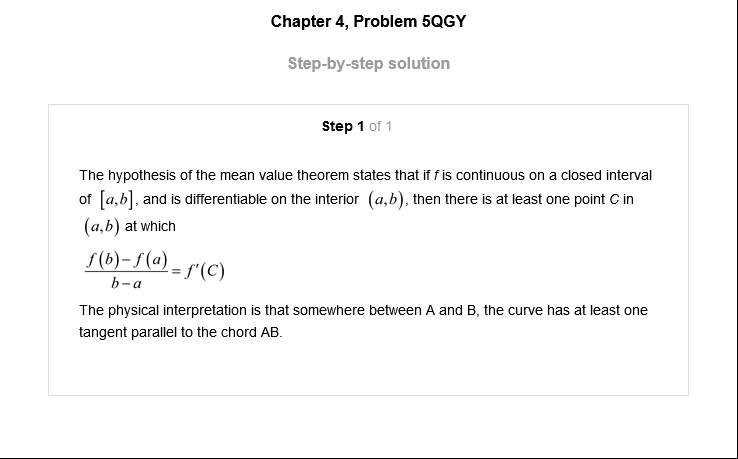 Chapter 4, Problem 5QGY
Step-by-step solution
Step 1 of 1
The hypothesis of the mean value theorem states that if f is continuous on a closed interval
of [a,b], and is differentiable on the interior (a,b), then there is at least one point C in
(a,b) at which
f(b)−f(a)
b−a
= f'(C)
The physical interpretation is that somewhere between A and B, the curve has at least one
tangent parallel to the chord AB.